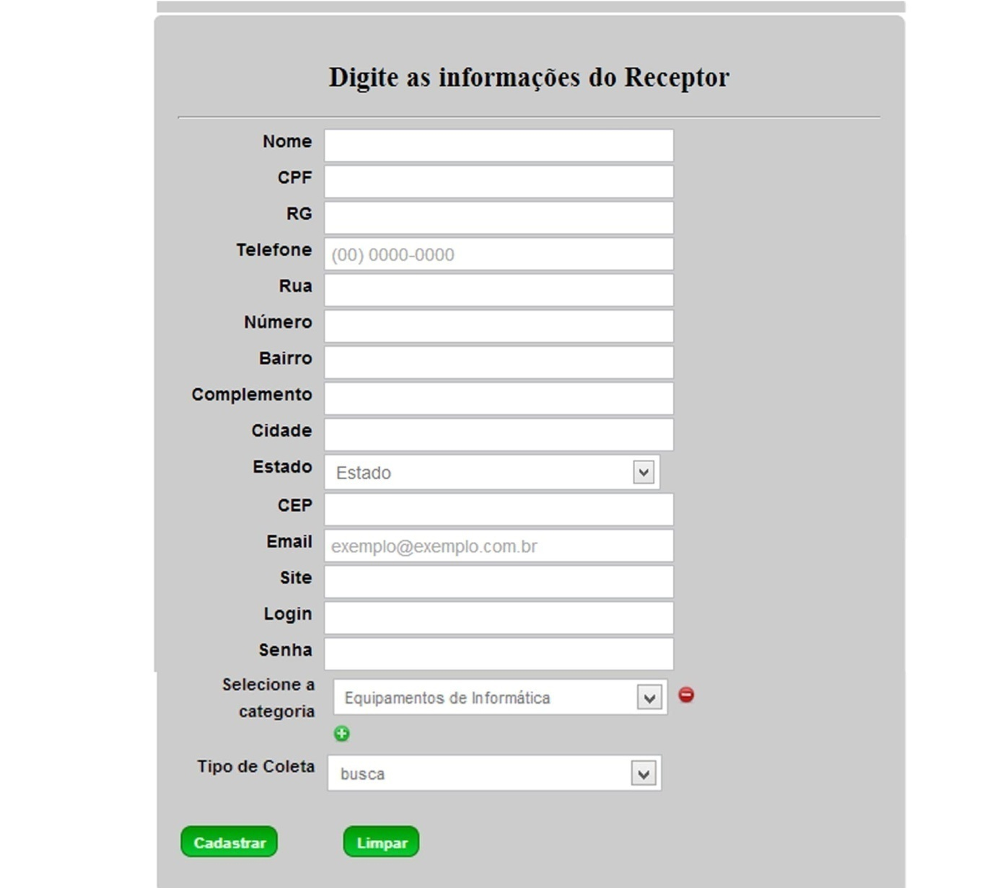 Digite as informações do Receptor
Nome
CPF
RG
Telefone (00) 0000-0000
Rua
Número
Bairro
Complemento
Cidade
Estado Estado
CEP
Email exemplo@exemplo.com.br
Site
Login
Senha
Selecione a
categoria Equipamentos de Informática
Tipo de Coleta busca
Cadastrar Limpar